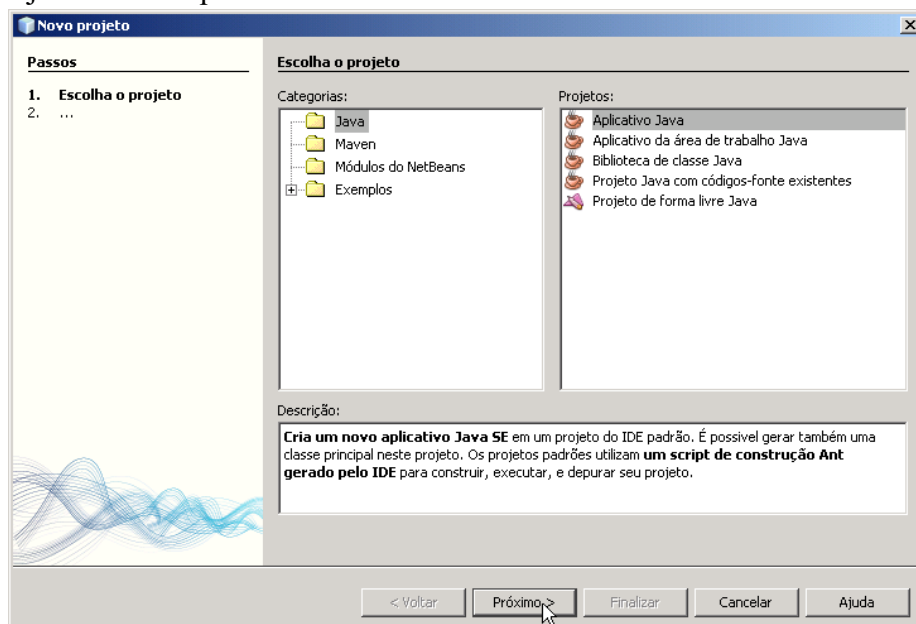 Novo projeto
Passos
1. Escolha o projeto
2. ...
Escolha o projeto
Categorias:
Java
Maven
Módulos do NetBeans
Exemplos
Projetos:
Aplicativo Java
Aplicativo da área de trabalho Java
Biblioteca de classe Java
Projeto Java com códigos-fonte existentes
Projeto de forma livre Java
Descrição:
Cria um novo aplicativo Java SE em um projeto do IDE padrão. É possivel gerar também uma
classe principal neste projeto. Os projetos padrões utilizam um script de construção Ant
gerado pelo IDE para construir, executar, e depurar seu projeto.
< Voltar
Próximo >
Finalizar
Cancelar
Ajuda